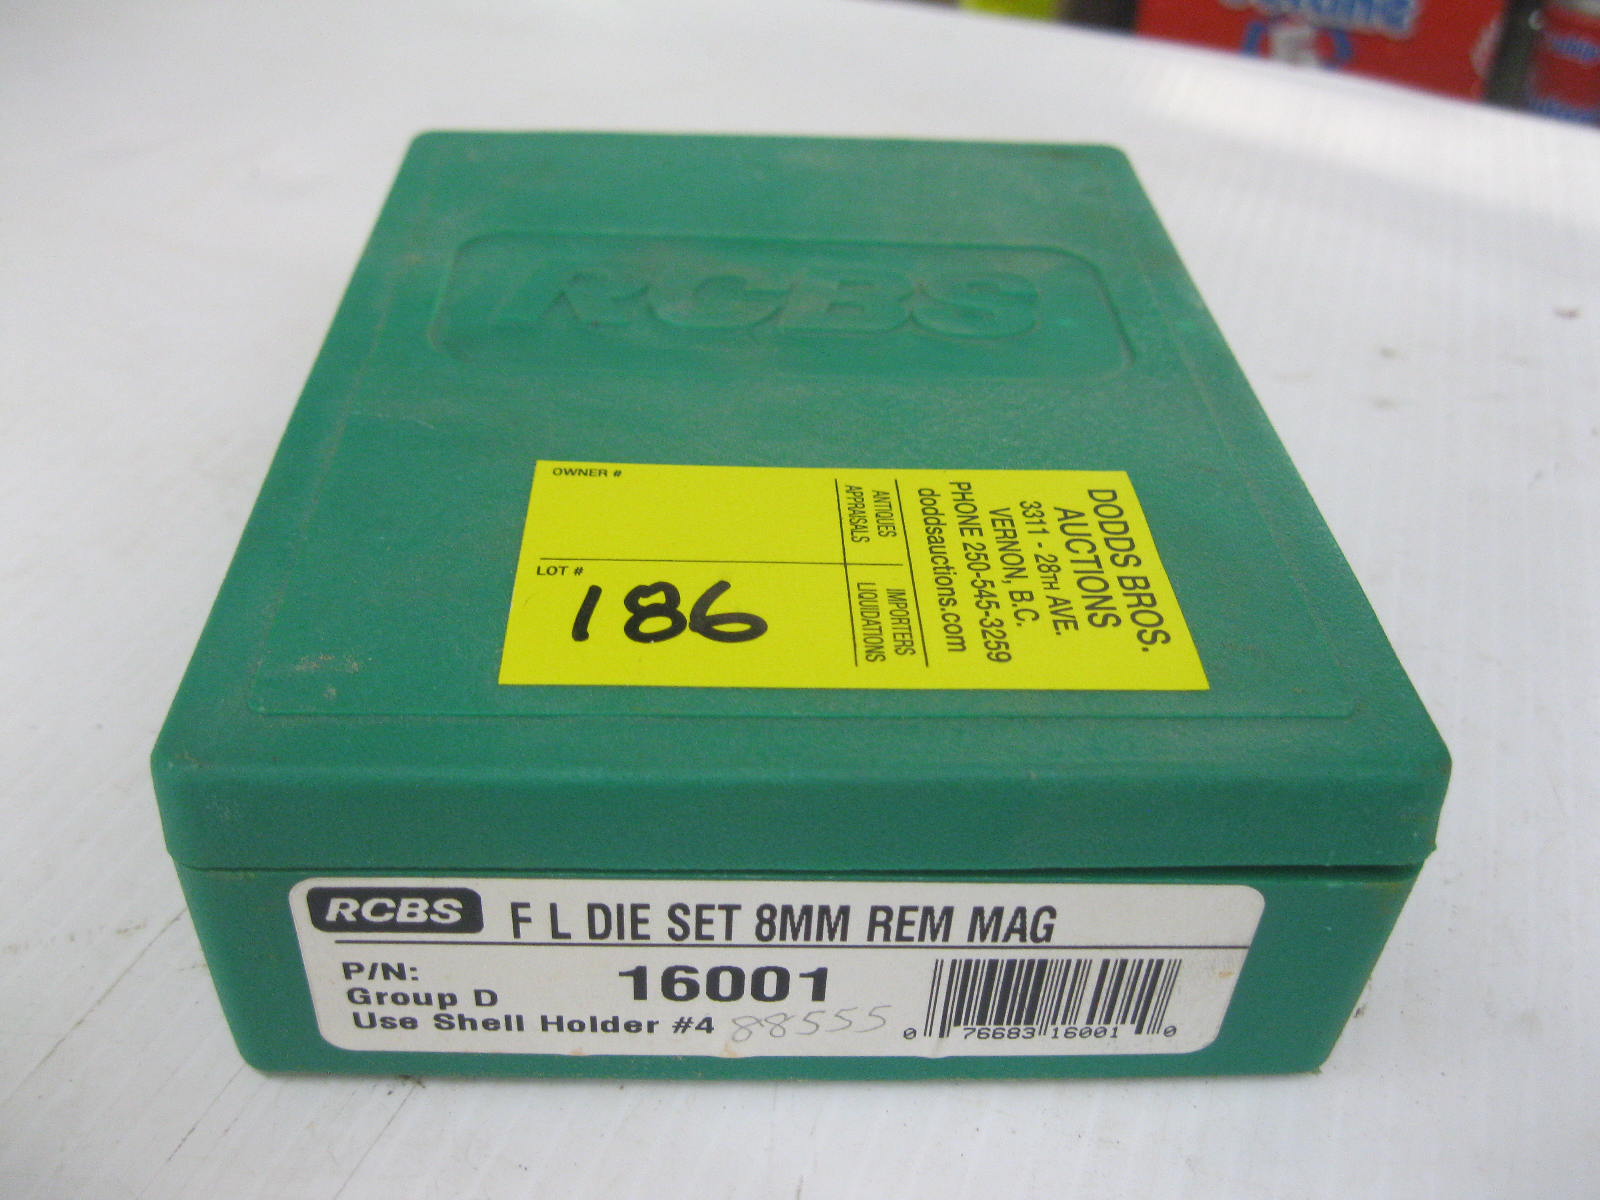 RCBS
OWNER #
LOT #
186
DODDS BROS.
AUCTIONS
3311 - 28TH AVE.
VERNON, B.C.
PHONE 250-545-3259
doddsauctions.com
ANTIQUES
APPRAISALS
IMPORTERS
LIQUIDATIONS
RCBS F L DIE SET 8MM REM MAG
P/N: 16001
Group D
Use Shell Holder #4 88555
0 76683 16001 0